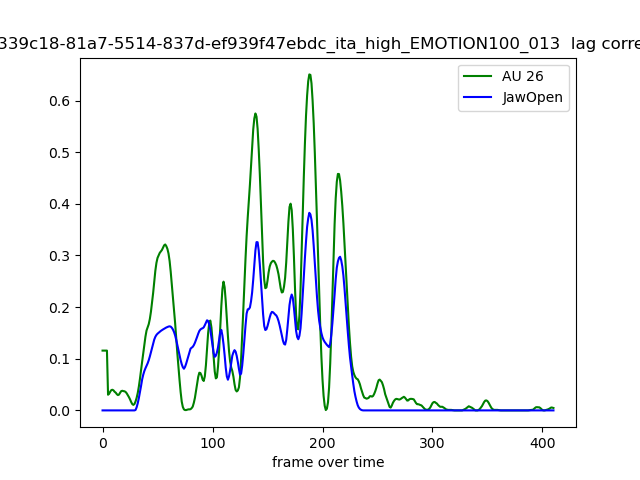 339c18-81a7-5514-837d-ef939f47ebdc_ita_high_EMOTION100_013 lag corre
AU 26
JawOpen
0.6
0.5
0.4
0.3
0.2
0.1
0.0
0 100 200 300 400
frame over time